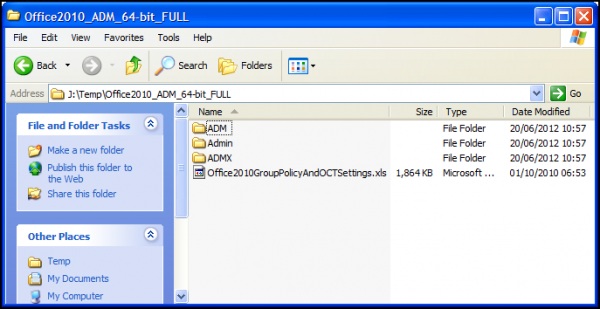 Office2010_ADM_64-bit_FULL
File Edit View Favorites Tools Help
Back Search Folders
Address J:\Temp\Office2010_ADM_64-bit_FULL Go
File and Folder Tasks
Make a new folder
Publish this folder to
the Web
Share this folder
Other Places
Temp
My Documents
My Computer
Name Size Type Date Modified
ADM File Folder 20/06/2012 10:57
Admin File Folder 20/06/2012 10:57
ADMX File Folder 20/06/2012 10:57
Office2010GroupPolicyAndOCTSettings.xls 1,864 KB Microsoft ... 01/10/2010 06:53